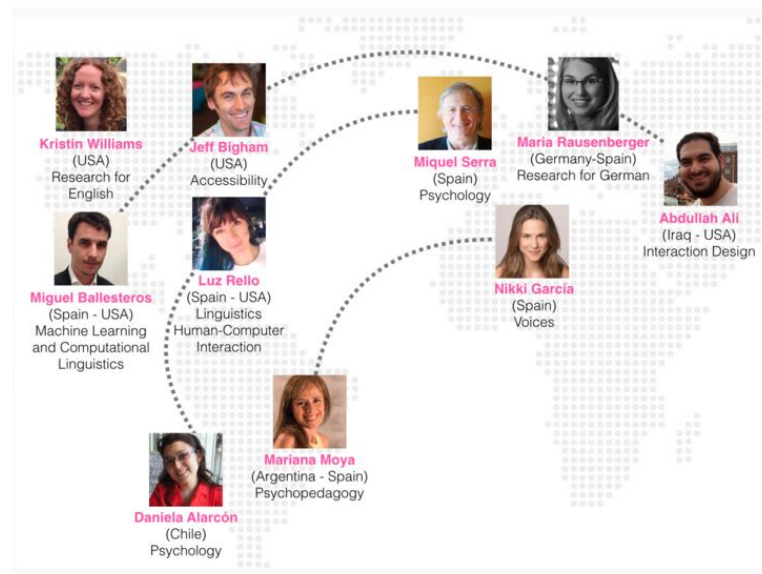 Kristin Williams
(USA)
Research for
English
Jeff Bigham
(USA)
Accessibility
Miquel Serra
(Spain)
Psychology
Maria Rausenberger
(Germany-Spain)
Research for German
Abdullah Ali
(Iraq - USA)
Interaction Design
Miguel Ballesteros
(Spain - USA)
Machine Learning
and Computational
Linguistics
Luz Rello
(Spain - USA)
Linguistics
Human-Computer
Interaction
Nikki García
(Spain)
Voices
Mariana Moya
(Argentina - Spain)
Psychopedagogy
Daniela Alarcón
(Chile)
Psychology